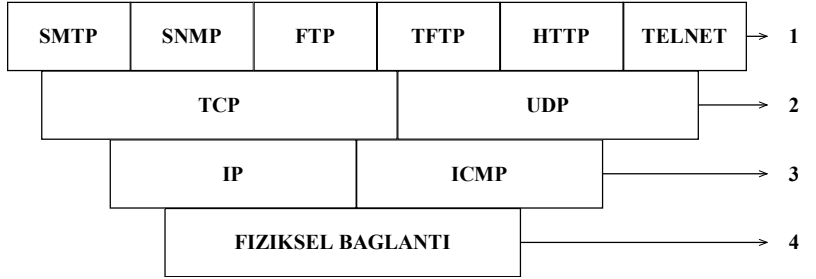 SMTP SNMP FTP TFTP HTTP TELNET 1
TCP UDP 2
IP ICMP 3
FIZIKSEL BAGLANTI 4